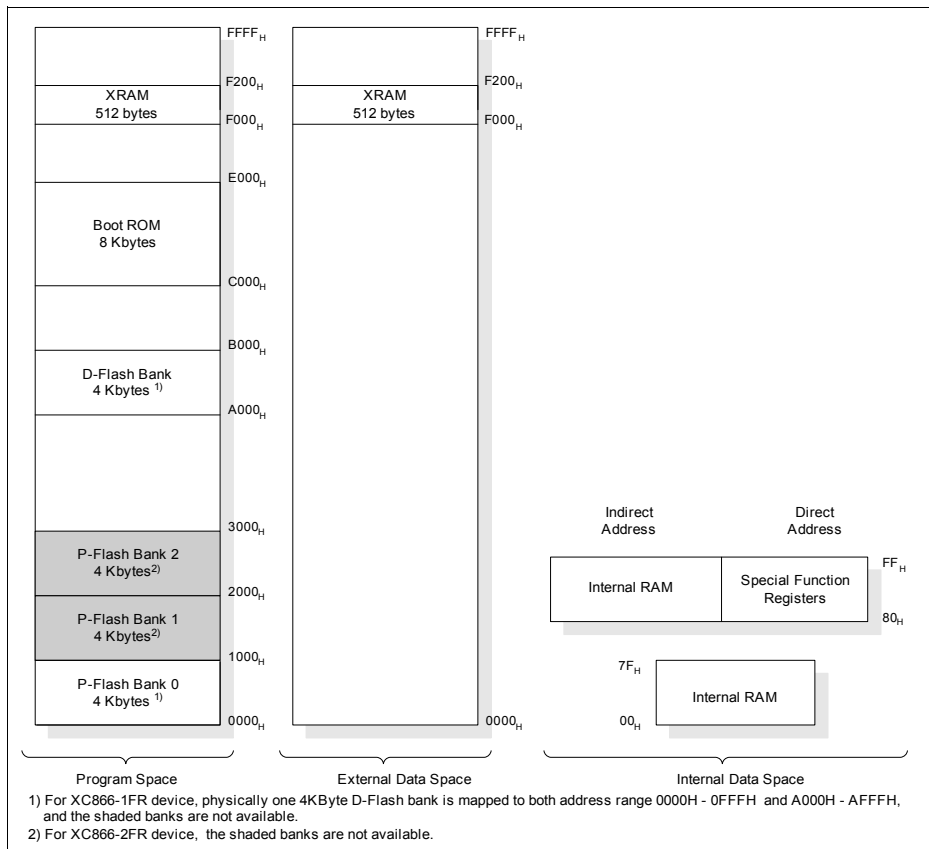 FFFFH
F200H
XRAM
512 bytes
F000H
E000H
Boot ROM
8 Kbytes
C000H
B000H
D-Flash Bank
4 Kbytes 1)
A000H
3000H
P-Flash Bank 2
4 Kbytes2)
2000H
P-Flash Bank 1
4 Kbytes2)
1000H
P-Flash Bank 0
4 Kbytes 1)
0000H
Program Space
FFFFH
F200H
XRAM
512 bytes
F000H
0000H
External Data Space
Indirect
Address
Direct
Address
Internal RAM
Special Function
Registers
FFH
80H
7FH
Internal RAM
00H
Internal Data Space
1) For XC866-1FR device, physically one 4KByte D-Flash bank is mapped to both address range 0000H - 0FFFH and A000H - AFFFH,
and the shaded banks are not available.
2) For XC866-2FR device, the shaded banks are not available.